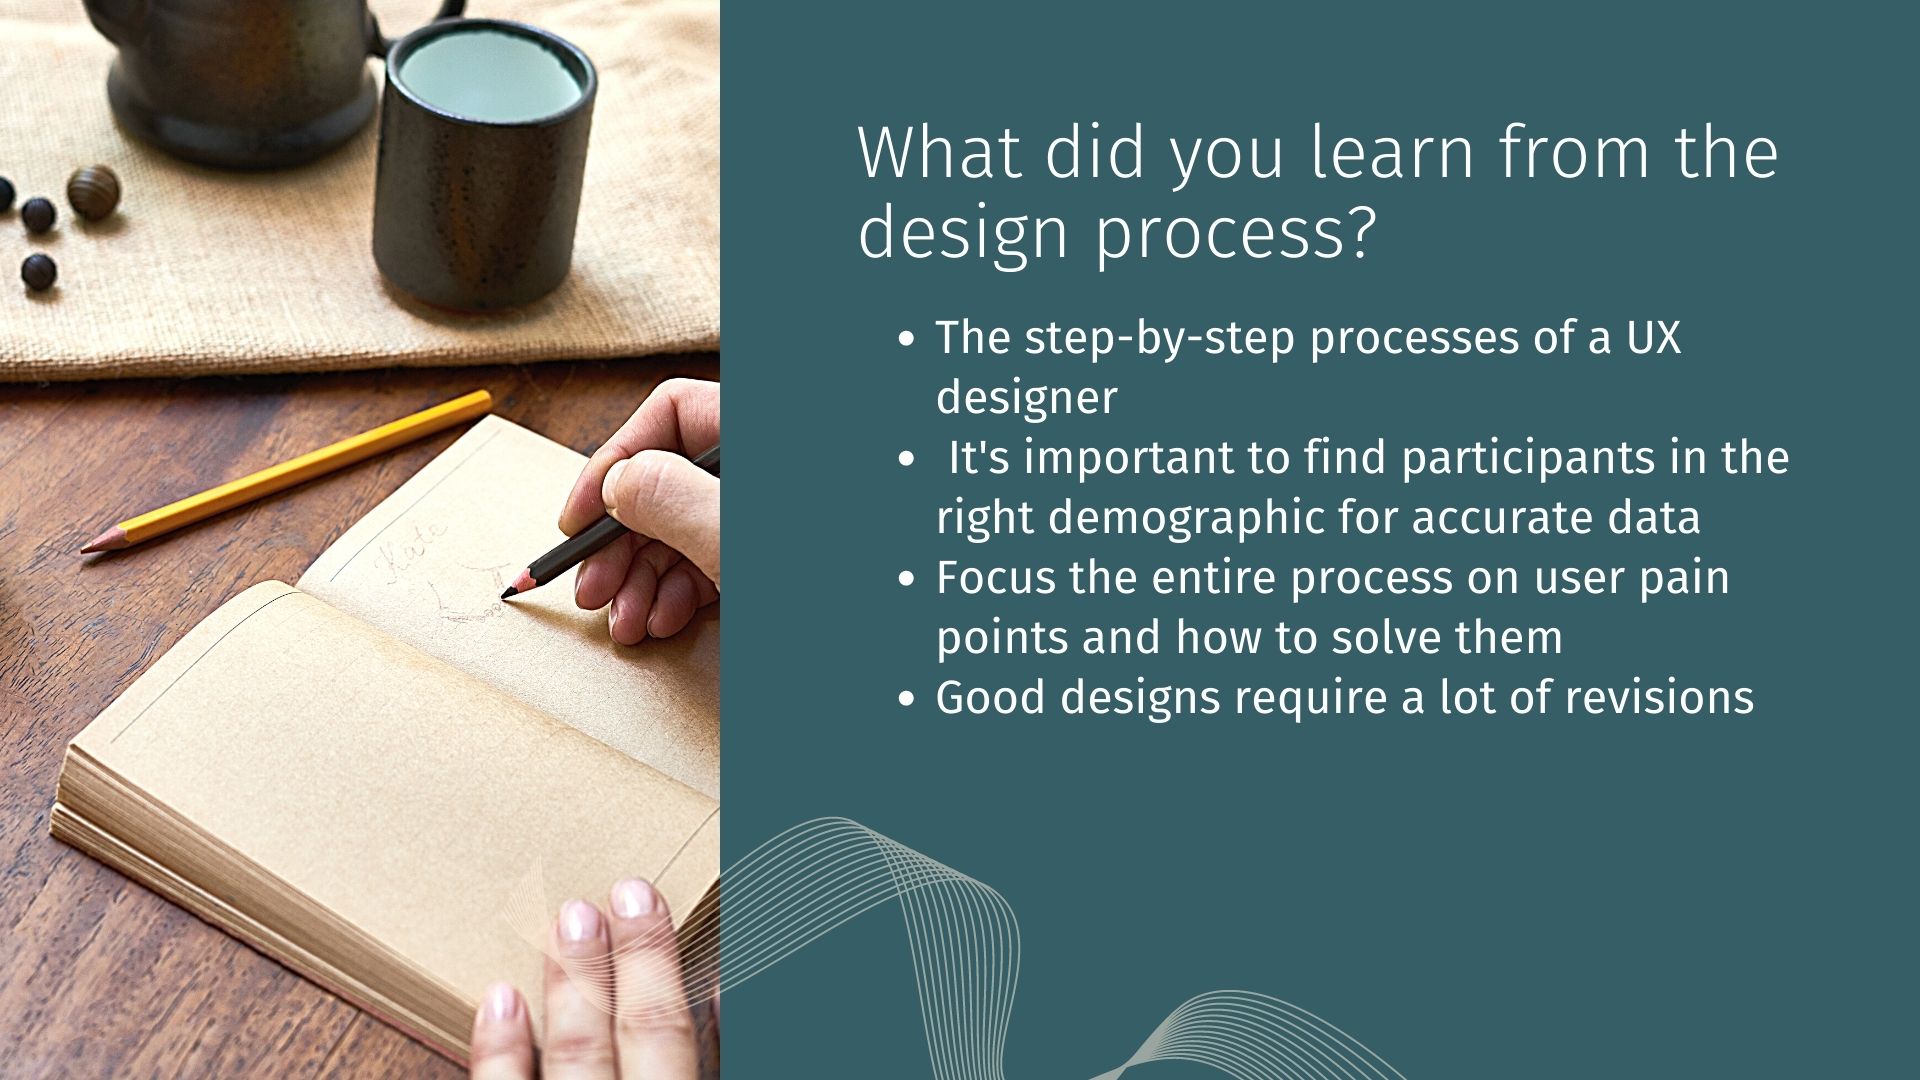 What did you learn from the
design process?
• The step-by-step processes of a UX
designer
• It's important to find participants in the
right demographic for accurate data
• Focus the entire process on user pain
points and how to solve them
• Good designs require a lot of revisions
Kate